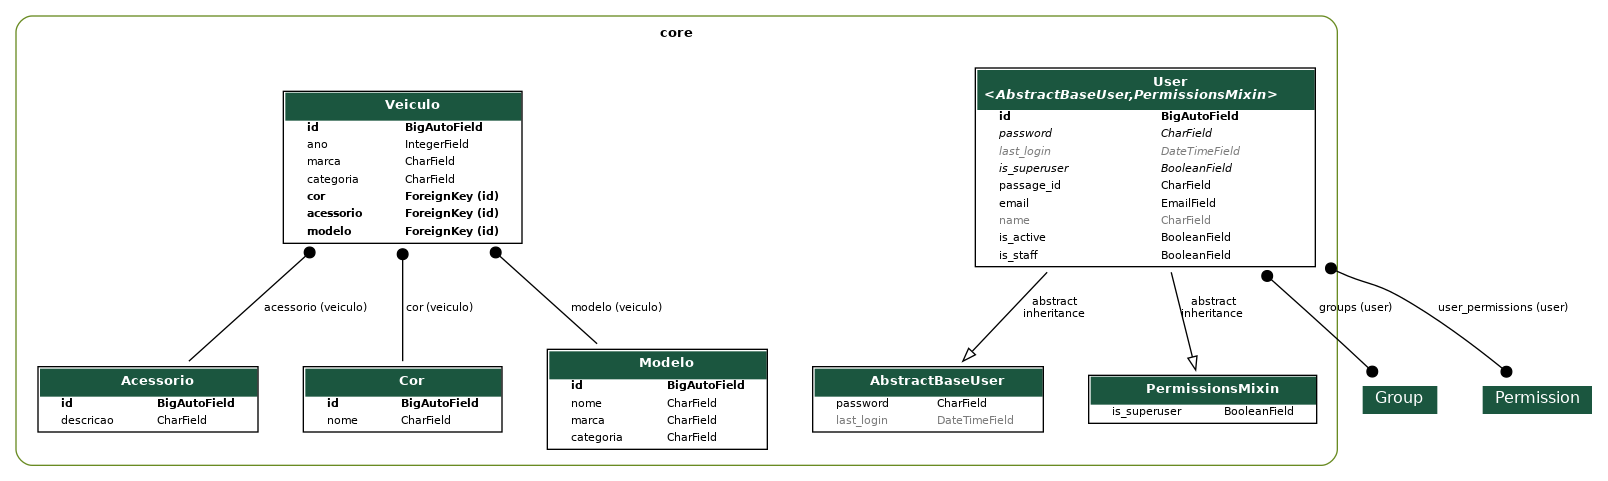 core
Veiculo
id BigAutoField
ano IntegerField
marca CharField
categoria CharField
cor ForeignKey (id)
acessorio ForeignKey (id)
modelo ForeignKey (id)
User
<AbstractBaseUser,PermissionsMixin>
id BigAutoField
password CharField
last_login DateTimeField
is_superuser BooleanField
passage_id CharField
email EmailField
name CharField
is_active BooleanField
is_staff BooleanField
acessorio (veiculo)
cor (veiculo)
modelo (veiculo)
abstract
inheritance
abstract
inheritance
groups (user)
user_permissions (user)
Acessorio
id BigAutoField
descricao CharField
Cor
id BigAutoField
nome CharField
Modelo
id BigAutoField
nome CharField
marca CharField
categoria CharField
AbstractBaseUser
password CharField
last_login DateTimeField
PermissionsMixin
is_superuser BooleanField
Group
Permission